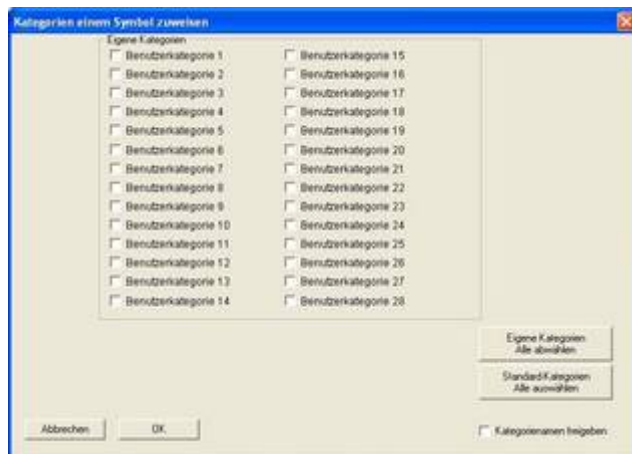 Kategorien einem Symbol zuweisen
Eigene Kategorien
Benutzerkategorie 1
Benutzerkategorie 2
Benutzerkategorie 3
Benutzerkategorie 4
Benutzerkategorie 5
Benutzerkategorie 6
Benutzerkategorie 7
Benutzerkategorie 8
Benutzerkategorie 9
Benutzerkategorie 10
Benutzerkategorie 11
Benutzerkategorie 12
Benutzerkategorie 13
Benutzerkategorie 14
Benutzerkategorie 15
Benutzerkategorie 16
Benutzerkategorie 17
Benutzerkategorie 18
Benutzerkategorie 19
Benutzerkategorie 20
Benutzerkategorie 21
Benutzerkategorie 22
Benutzerkategorie 23
Benutzerkategorie 24
Benutzerkategorie 25
Benutzerkategorie 26
Benutzerkategorie 27
Benutzerkategorie 28
Eigene Kategorien
Alle abwählen
Standard-Kategorien
Alle auswählen
Abbrechen
OK
Kategorienamen freigeben